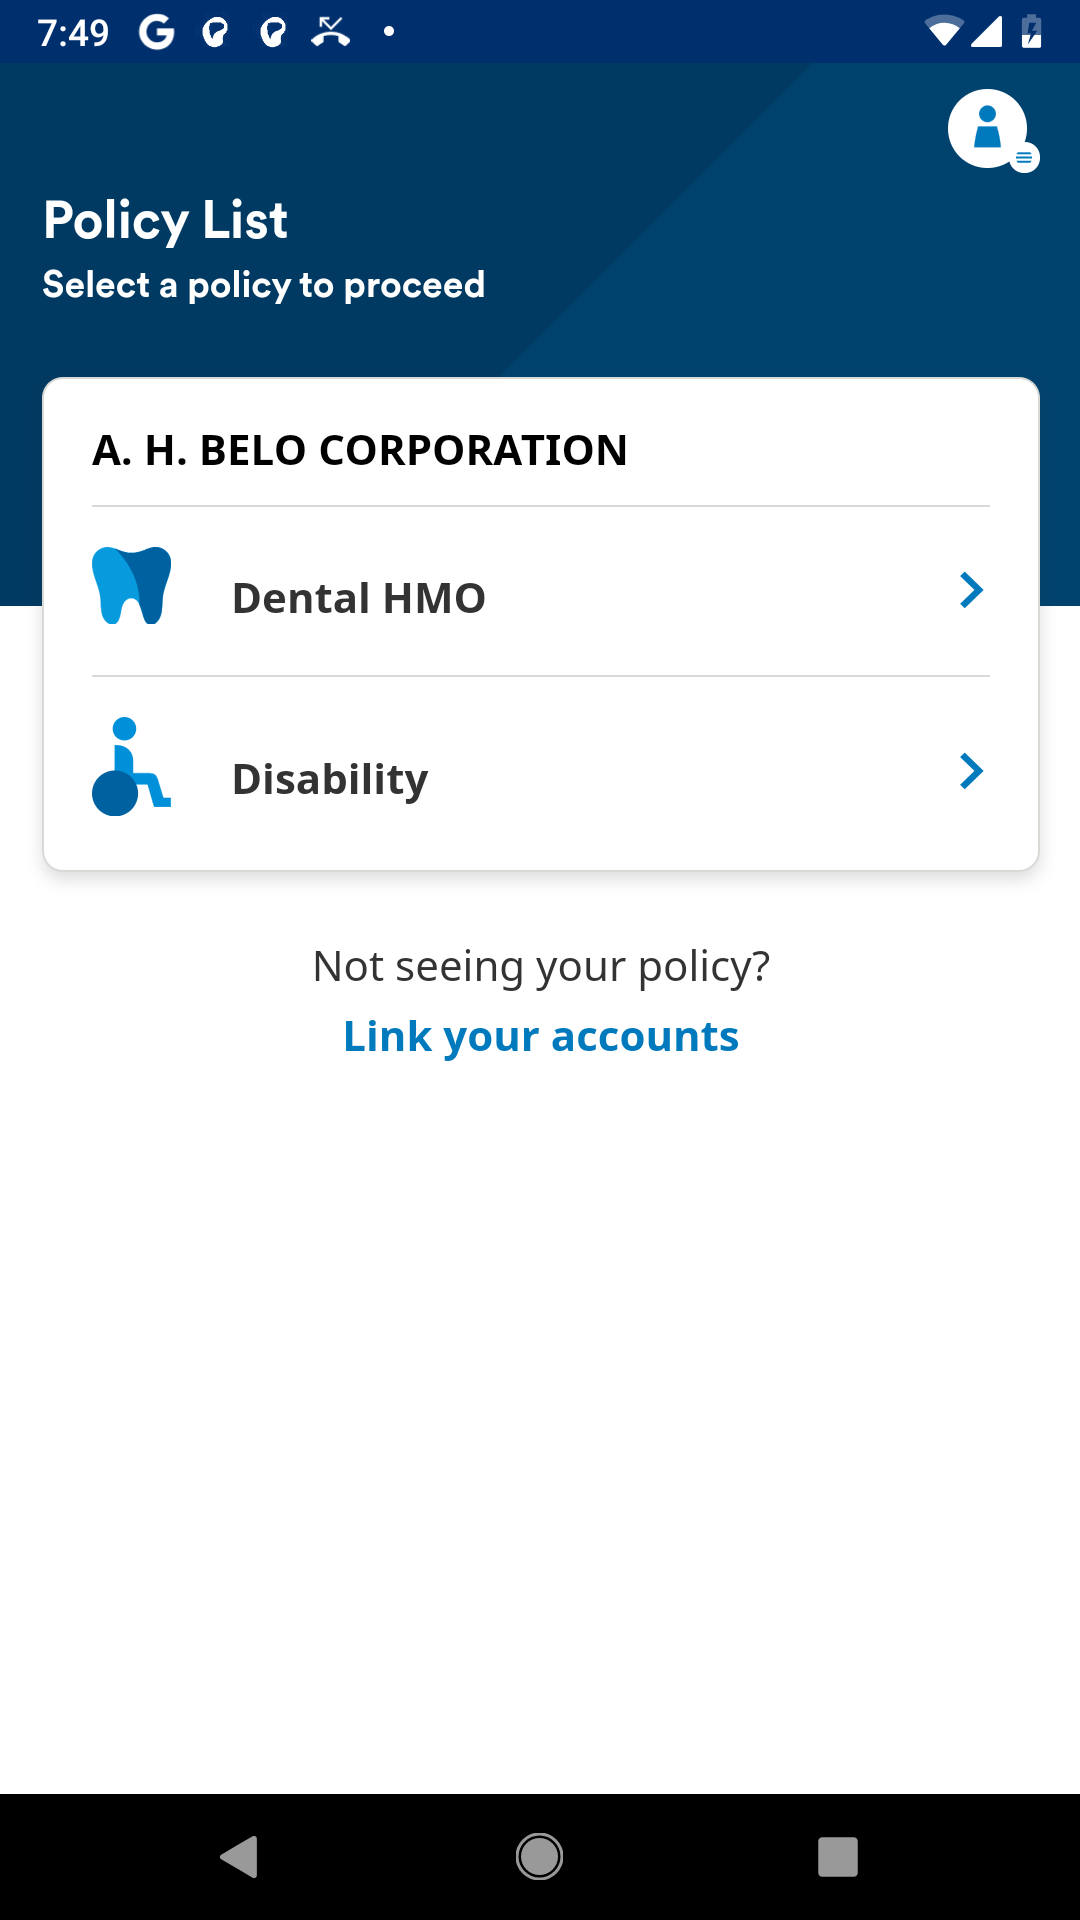 7:49
Policy List
Select a policy to proceed
A. H. BELO CORPORATION
Dental HMO
Disability
Not seeing your policy?
Link your accounts